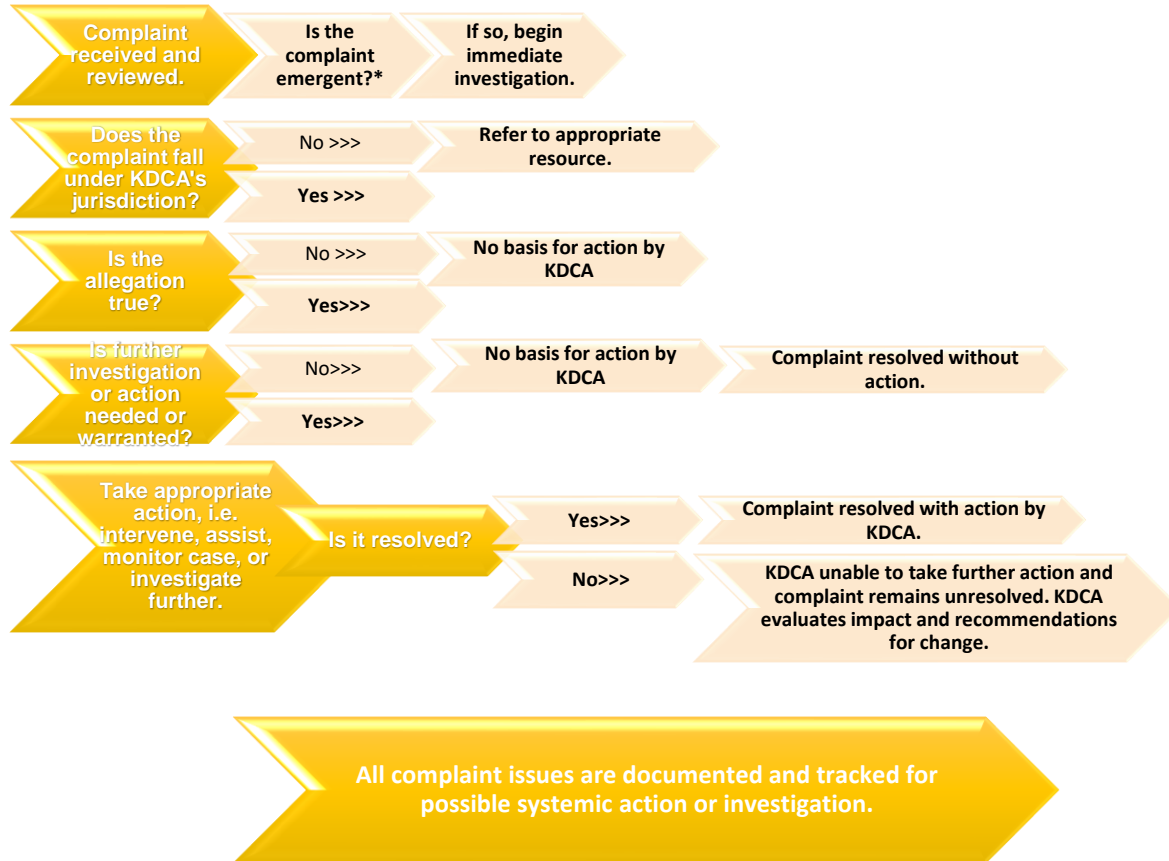 Complaint
received and
reviewed.
Is the
complaint
emergent?*
If so, begin
immediate
investigation.
Does the
complaint fall
under KDCA's
jurisdiction?
No >>>
Refer to appropriate
resource.
Yes >>>
Is the
allegation
true?
No >>>
No basis for action by
KDCA
Yes>>>
Is further
investigation
or action
needed or
warranted?
No>>>
No basis for action by
KDCA
Complaint resolved without
action.
Yes>>>
Take appropriate
action, i.e.
intervene, assist,
monitor case, or
investigate
further.
Is it resolved?
Yes>>>
Complaint resolved with action by
KDCA.
No>>>
KDCA unable to take further action and
complaint remains unresolved. KDCA
evaluates impact and recommendations
for change.
All complaint issues are documented and tracked for
possible systemic action or investigation.